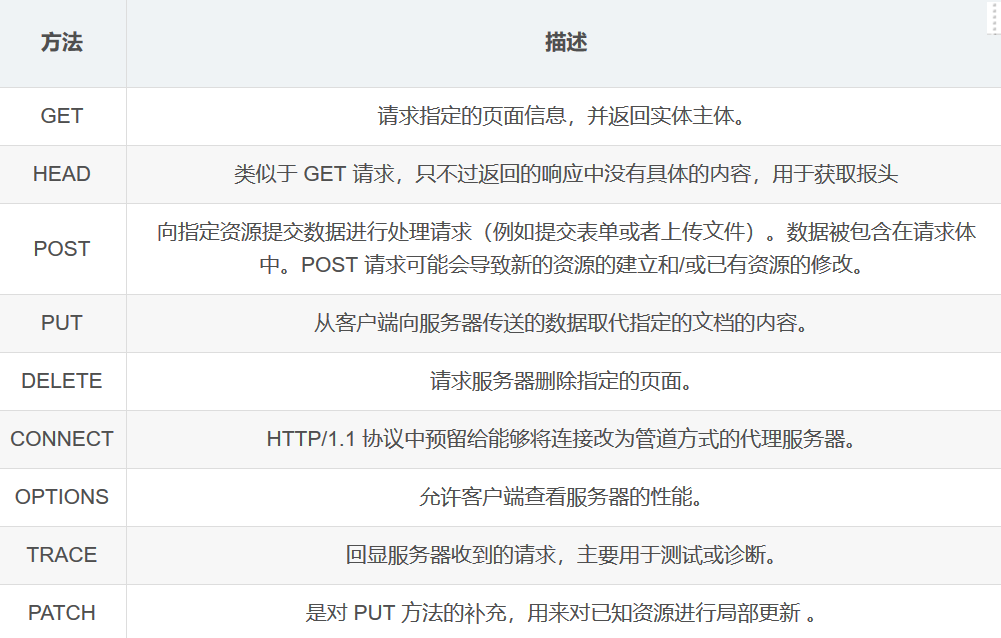 方法 描述
GET 请求指定的页面信息，并返回实体主体。
HEAD 类似于 GET 请求，只不过返回的响应中没有具体的内容，用于获取报头
POST 向指定资源提交数据进行处理请求（例如提交表单或者上传文件）。数据被包含在请求体
中。POST 请求可能会导致新的资源的建立和/或已有资源的修改。
PUT 从客户端向服务器传送的数据取代指定的文档的内容。
DELETE 请求服务器删除指定的页面。
CONNECT HTTP/1.1 协议中预留给能够将连接改为管道方式的代理服务器。
OPTIONS 允许客户端查看服务器的性能。
TRACE 回显服务器收到的请求，主要用于测试或诊断。
PATCH 是对 PUT 方法的补充，用来对已知资源进行局部更新 。